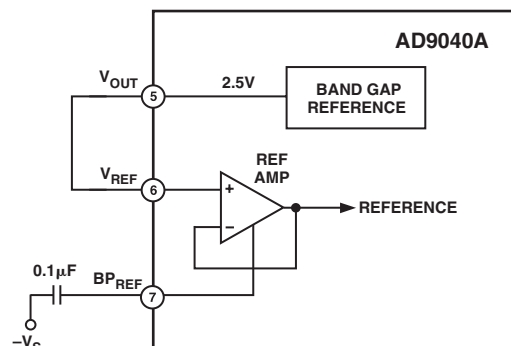 AD9040A
V_OUT
5
2.5V
BAND GAP
REFERENCE
V_REF
6
REF
AMP
+
−
REFERENCE
0.1μF
BP_REF
7
−V_S